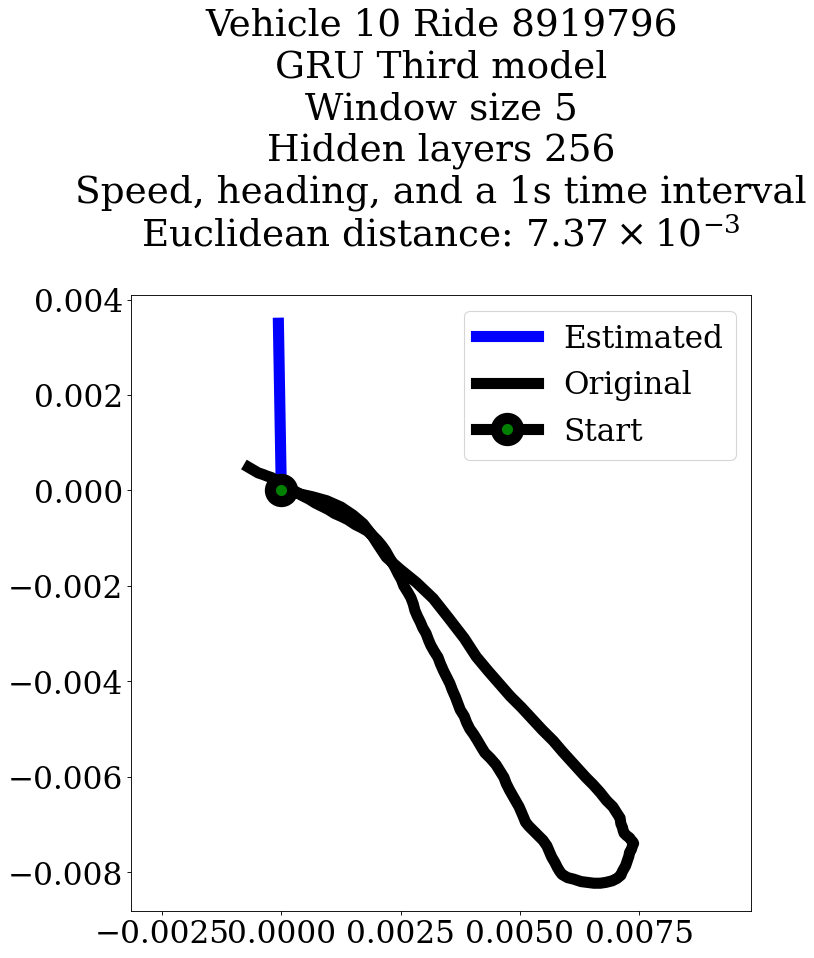 Vehicle 10 Ride 8919796
GRU Third model
Window size 5
Hidden layers 256
Speed, heading, and a 1s time interval
Euclidean distance: 7.37 × 10⁻³
0.004
0.002
0.000
−0.002
−0.004
−0.006
−0.008
Estimated
Original
Start
−0.0025 0.0000 0.0025 0.0050 0.0075